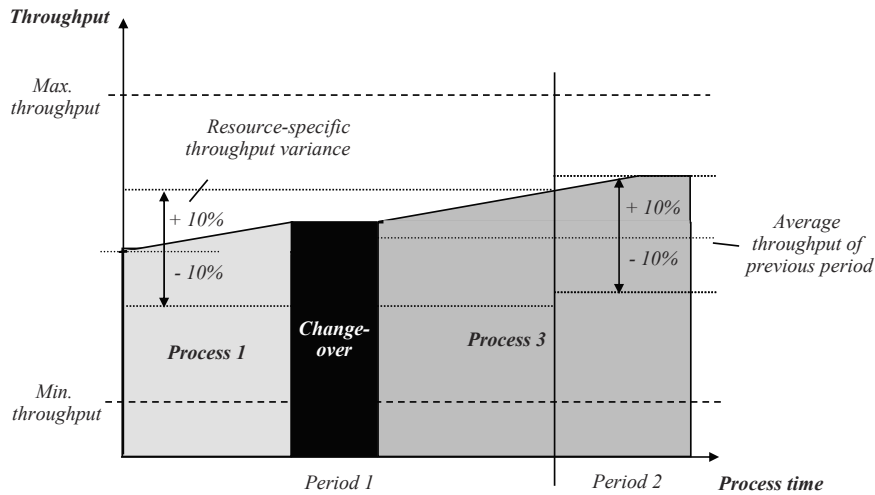 Throughput
Max.
throughput
Resource-specific
throughput variance
+ 10%
- 10%
+ 10%
- 10%
Average
throughput of
previous period
Change-
over
Process 1
Process 3
Min.
throughput
Period 1
Period 2
Process time